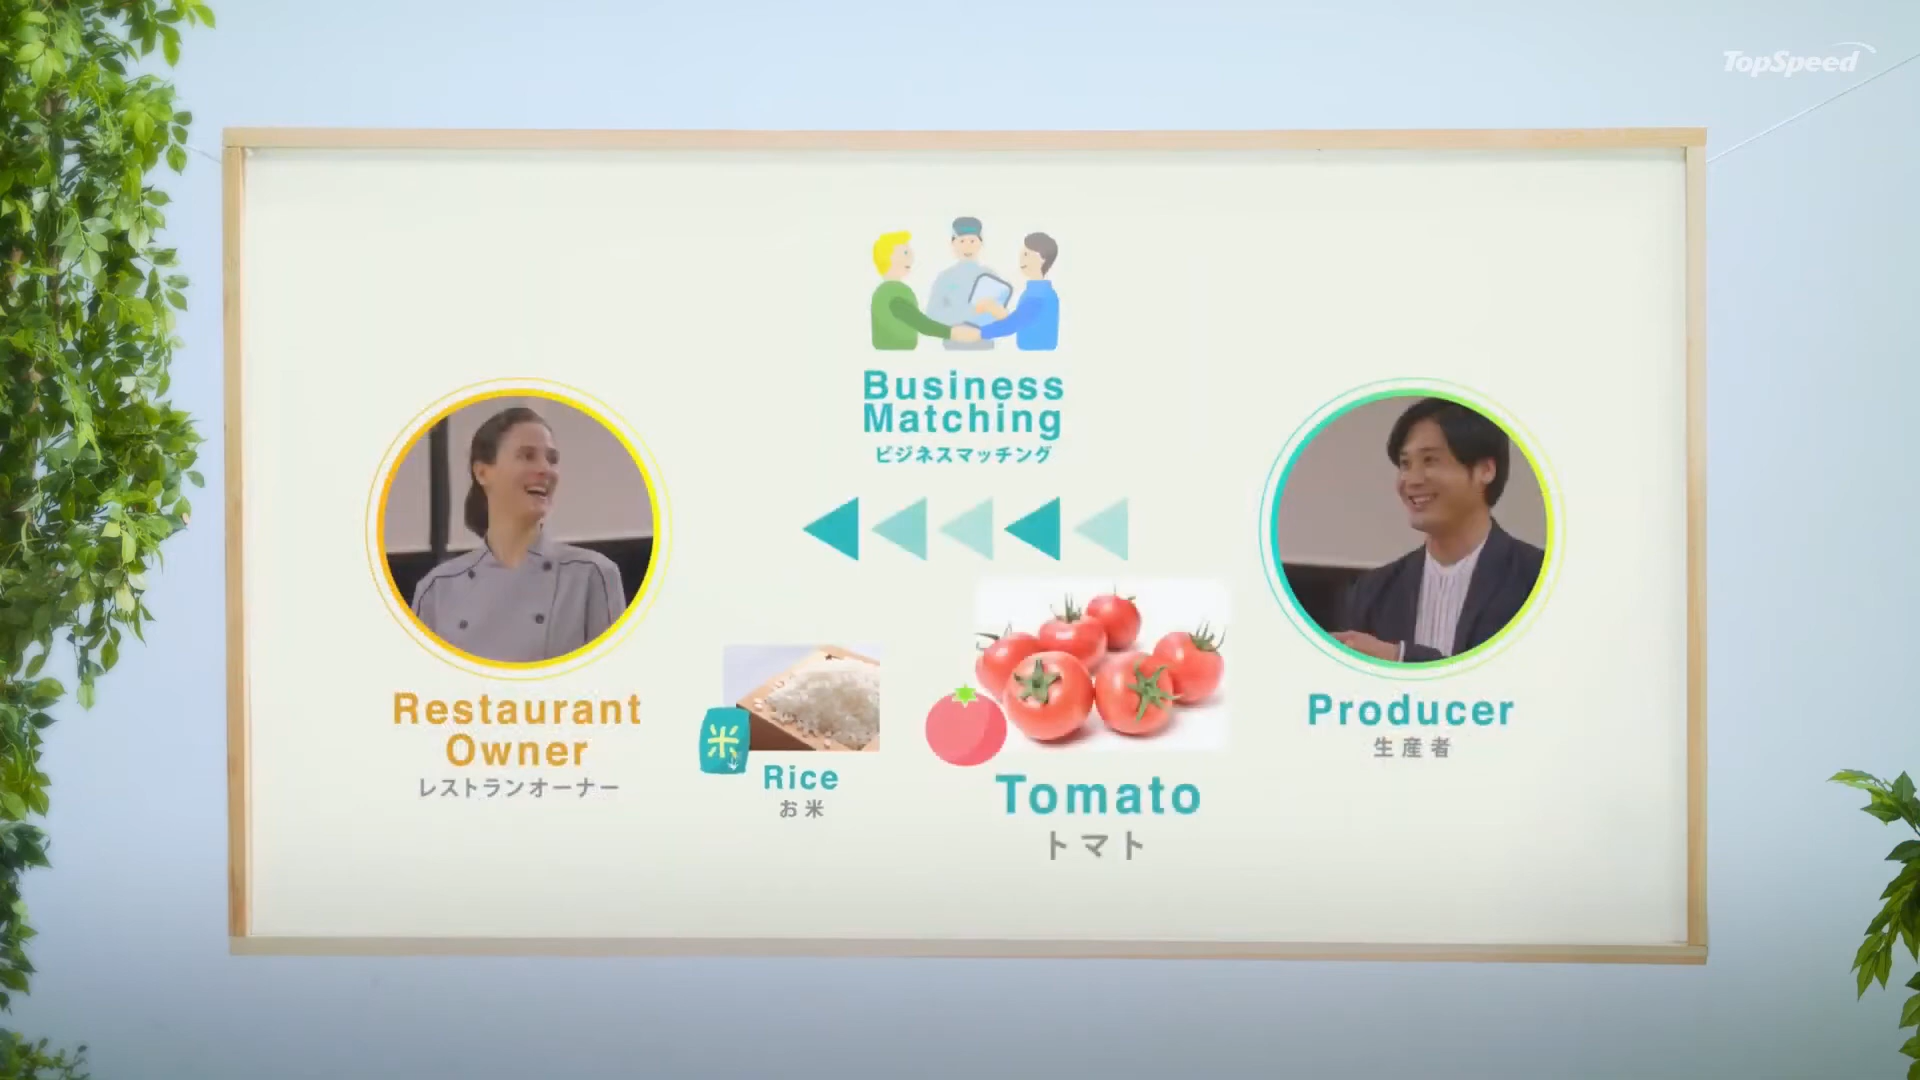 TopSpeed
Business
Matching
ビジネスマッチング
Restaurant
Owner
レストランオーナー
米
Rice
お米
Tomato
トマト
Producer
生産者